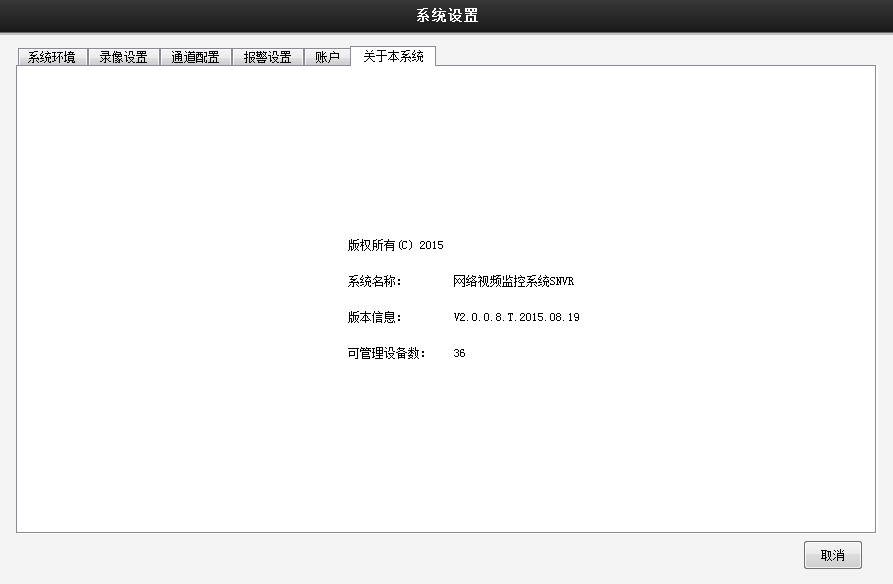 系统设置
系统环境 录像设置 通道配置 报警设置 账户 关于本系统
版权所有(C) 2015
系统名称: 网络视频监控系统SNVR
版本信息: V2.0.0.8.T.2015.08.19
可管理设备数: 36
取消